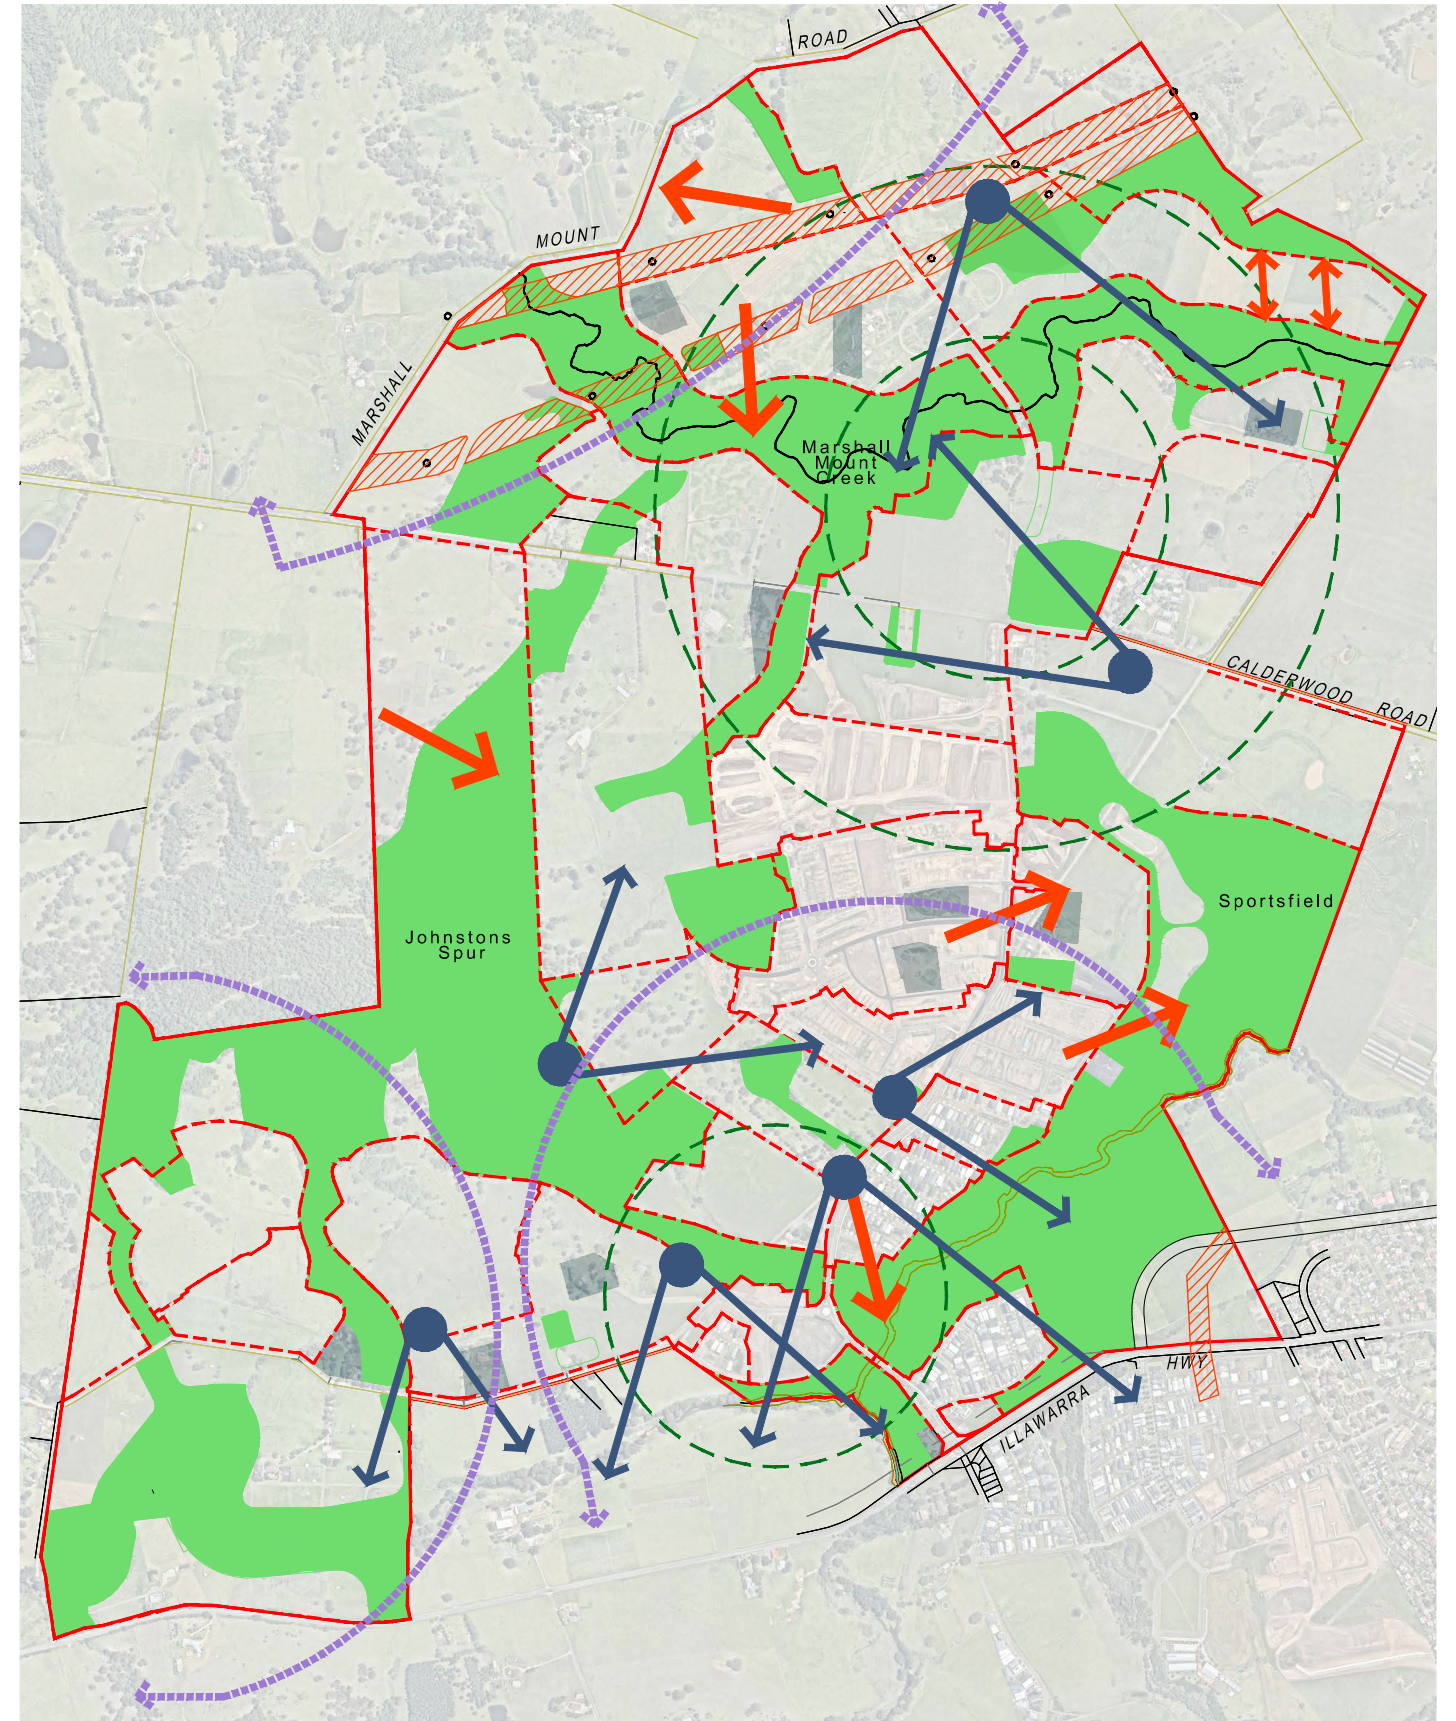 ROAD
MOUNT
MARSHALL
Marshall
Mount
Creek
CALDERWOOD
ROAD
Sportsfield
Johnstons
Spur
HWY
ILLAWARRA